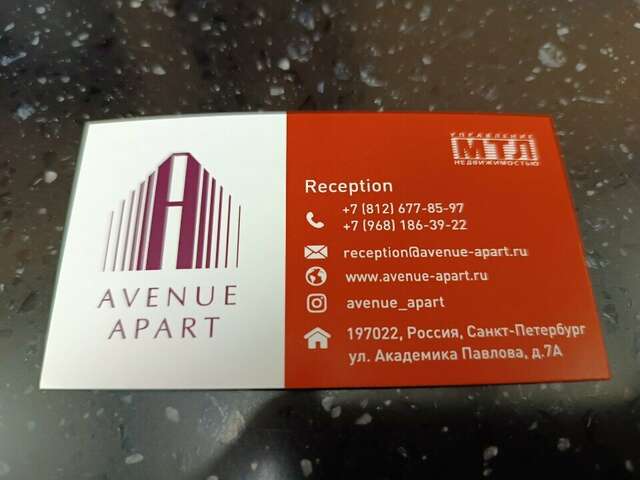 AVENUE
APART
УПРАВЛЕНИЕ
МТЛ
НЕДВИЖИМОСТЬЮ
Reception
+7 (812) 677-85-97
+7 (968) 186-39-22
reception@avenue-apart.ru
www.avenue-apart.ru
avenue_apart
197022, Россия, Санкт-Петербург
ул. Академика Павлова, д.7А